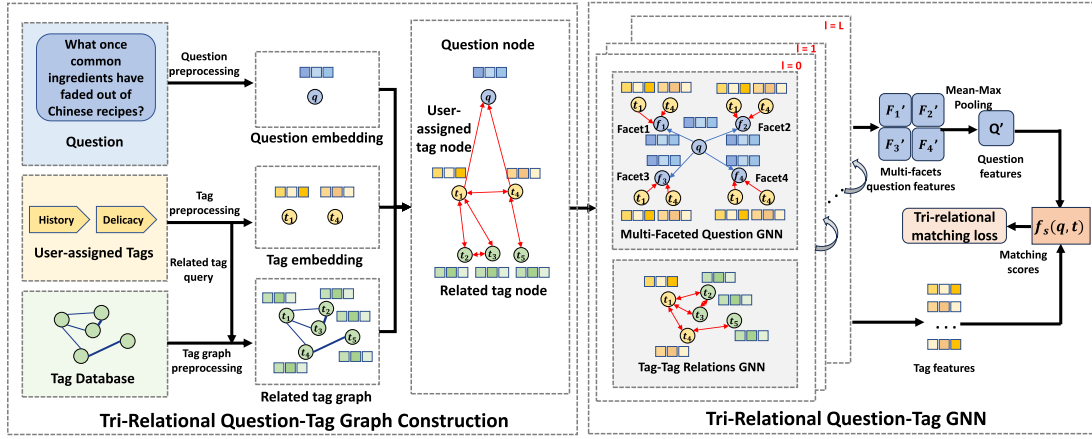 What once
common
ingredients have
faded out of
Chinese recipes?
Question
Question
preprocessing
q
Question embedding
History
Delicacy
User-assigned Tags
Tag
preprocessing
Related tag
query
t1 t4
Tag embedding
Tag Database
Tag graph
preprocessing
t1 t2
t3
t4 t5
Related tag graph
Question node
q
User-
assigned
tag node
t1 t4
t2 t3 t5
Related tag node
Tri-Relational Question-Tag Graph Construction
l = L
l = 1
l = 0
t1 t4 t1 t4
Facet1 f1 f2 Facet2
q
Facet3 f3 f4 Facet4
t1 t4 t1 t4
Multi-Faceted Question GNN
t1 t2
t3 t5
t4
Tag-Tag Relations GNN
F1' F2'
F3' F4'
Multi-facets
question features
Mean-Max
Pooling
Q'
Question
features
Tri-relational
matching loss
fs(q, t)
Matching
scores
...
Tag features
Tri-Relational Question-Tag GNN